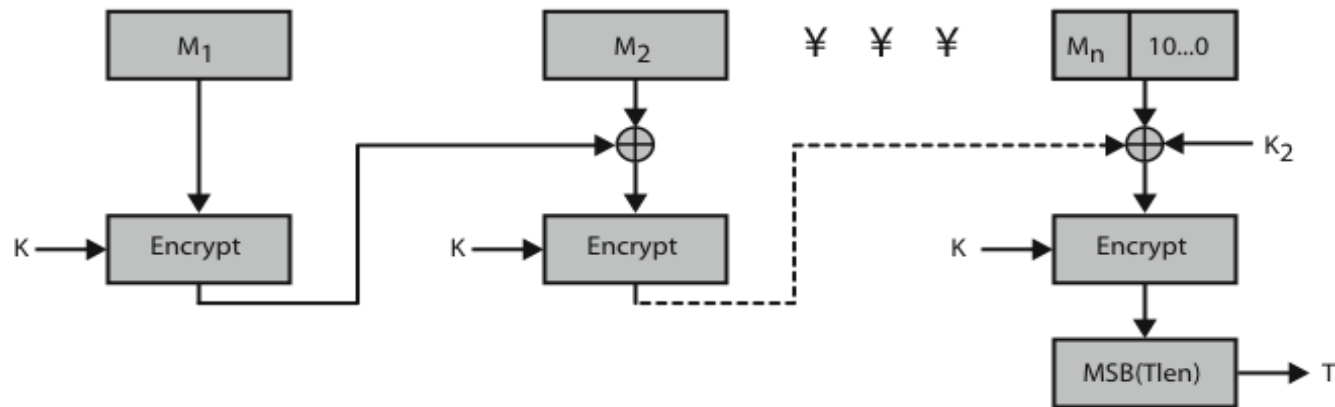 M1 M2 ¥ ¥ ¥ Mn 10...0
K2
K Encrypt K Encrypt K Encrypt
MSB(Tlen) T